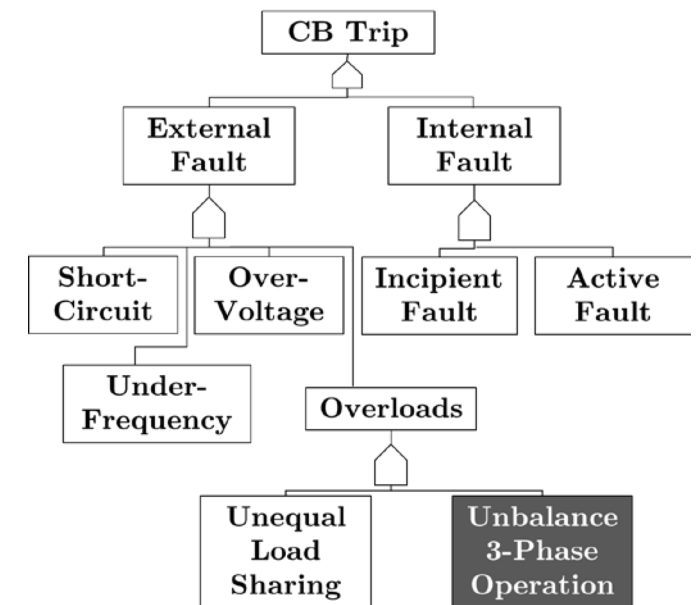 CB Trip
External
Fault
Internal
Fault
Short-
Circuit
Over-
Voltage
Incipient
Fault
Active
Fault
Under-
Frequency
Overloads
Unequal
Load
Sharing
Unbalance
3-Phase
Operation